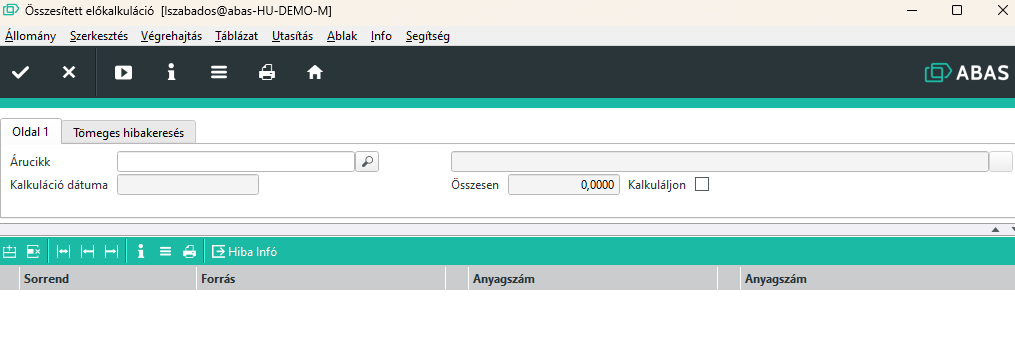 Összesített előkalkuláció [lszabados@abas-HU-DEMO-M]
Állomány Szerkesztés Végrehajtás Táblázat Utasítás Ablak Info Segítség
ABAS
Oldal 1 Tömeges hibakeresés
Árucikk
Kalkuláció dátuma Összesen 0,0000 Kalkuláljon
Hiba Infó
Sorrend Forrás Anyagszám Anyagszám